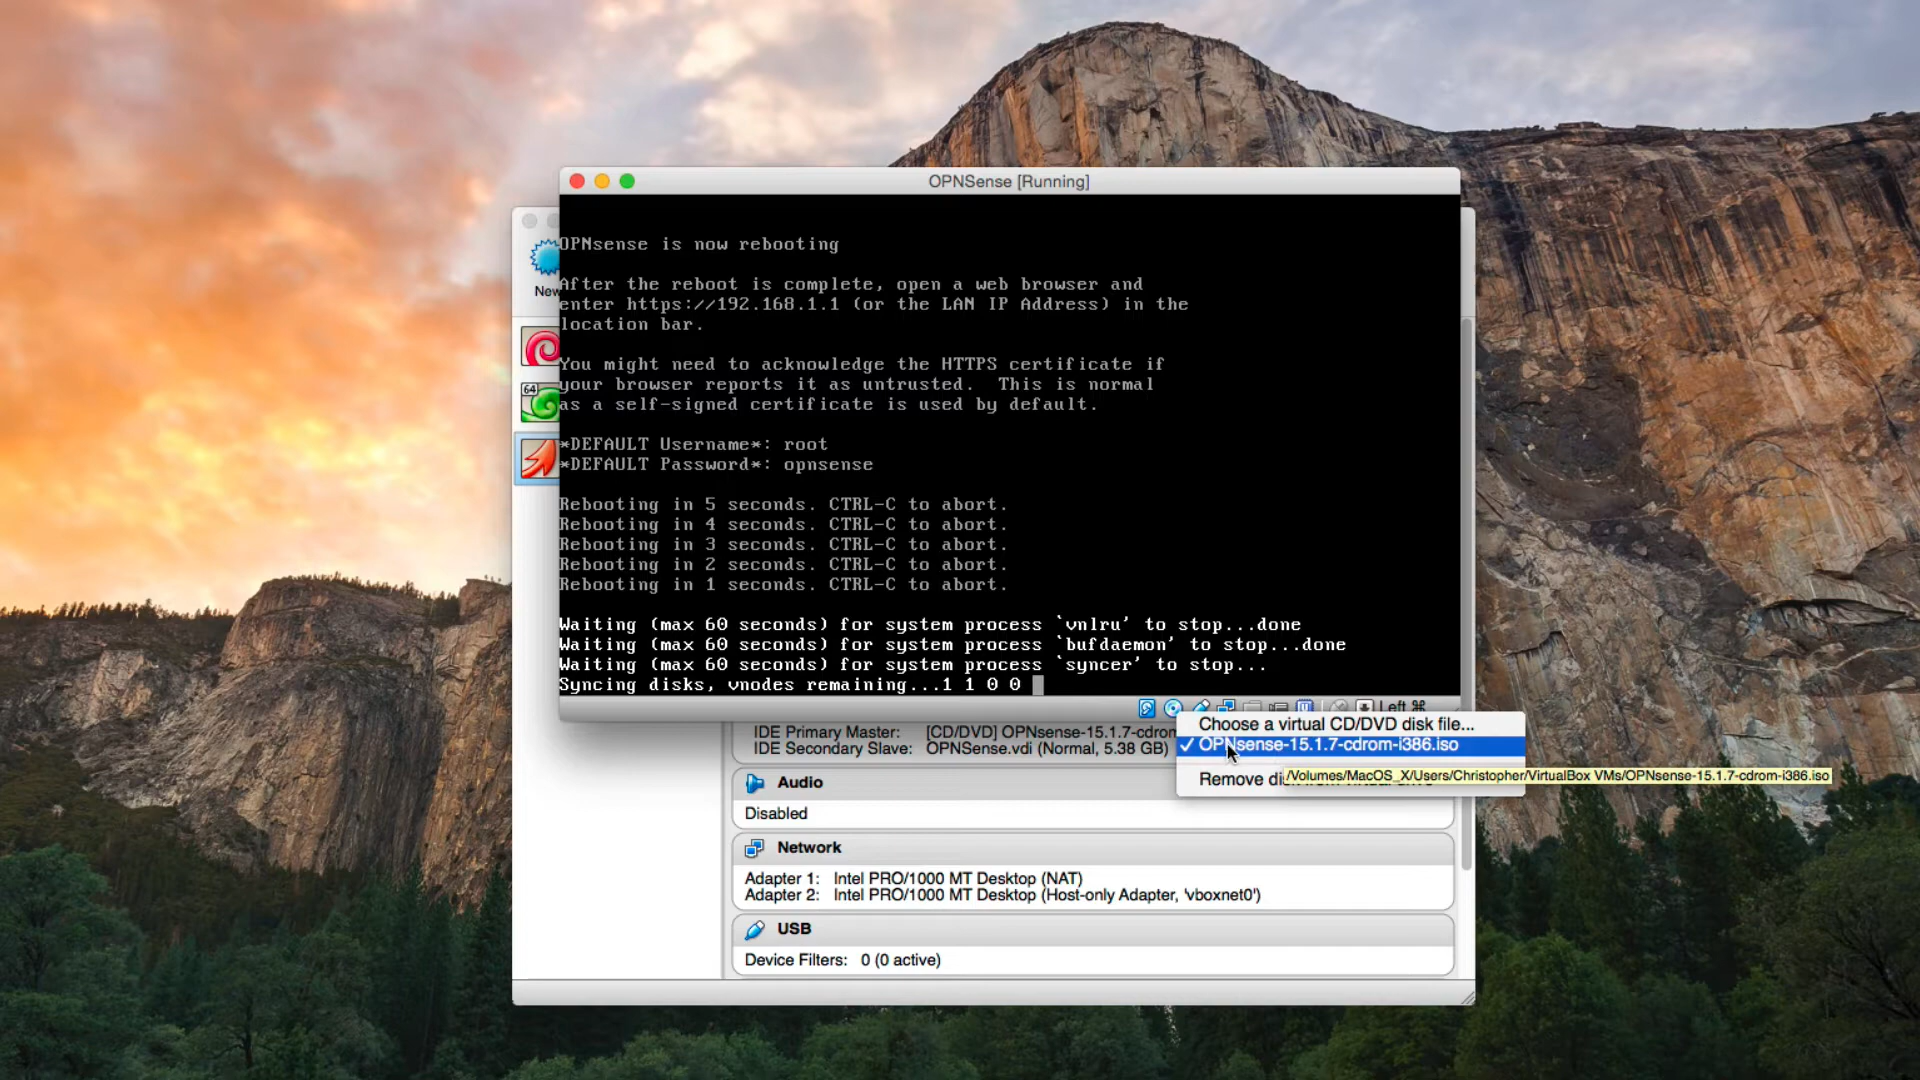 OPNSense [Running]
New
64
OPNsense is now rebooting
After the reboot is complete, open a web browser and
enter https://192.168.1.1 (or the LAN IP Address) in the
location bar.
You might need to acknowledge the HTTPS certificate if
your browser reports it as untrusted.  This is normal
as a self-signed certificate is used by default.
*DEFAULT Username*: root
*DEFAULT Password*: opnsense
Rebooting in 5 seconds. CTRL-C to abort.
Rebooting in 4 seconds. CTRL-C to abort.
Rebooting in 3 seconds. CTRL-C to abort.
Rebooting in 2 seconds. CTRL-C to abort.
Rebooting in 1 seconds. CTRL-C to abort.
Waiting (max 60 seconds) for system process `vnlru' to stop...done
Waiting (max 60 seconds) for system process `bufdaemon' to stop...done
Waiting (max 60 seconds) for system process `syncer' to stop...
Syncing disks, vnodes remaining...1 1 0 0
Left ⌘
Choose a virtual CD/DVD disk file...
✓ OPNsense-15.1.7-cdrom-i386.iso
Remove
/Volumes/MacOS_X/Users/Christopher/VirtualBox VMs/OPNsense-15.1.7-cdrom-i386.iso
IDE Primary Master: [CD/DVD] OPNsense-15.1.7-cdrom
IDE Secondary Slave: OPNSense.vdi (Normal, 5.38 GB)
Audio
Disabled
Network
Adapter 1: Intel PRO/1000 MT Desktop (NAT)
Adapter 2: Intel PRO/1000 MT Desktop (Host-only Adapter, 'vboxnet0')
USB
Device Filters: 0 (0 active)